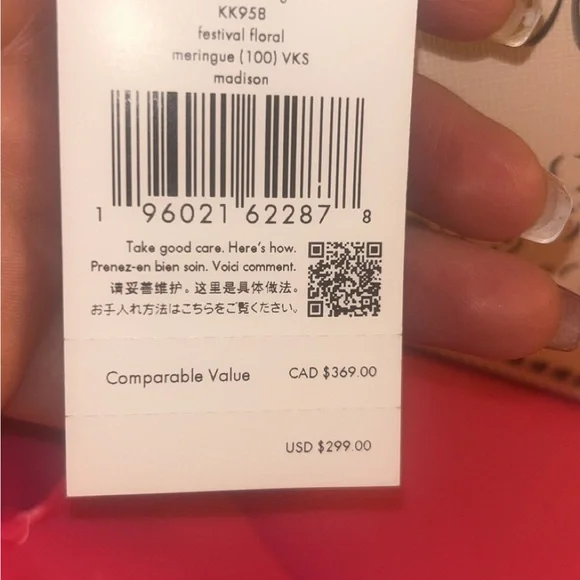 KK958
festival floral
meringue (100) VKS
madison
1 96021 62287 8
Take good care. Here's how.
Prenez-en bien soin. Voici comment.
请妥善维护。这里是具体做法。
お手入れ方法はこちらをご覧ください。
Comparable Value CAD $369.00
USD $299.00